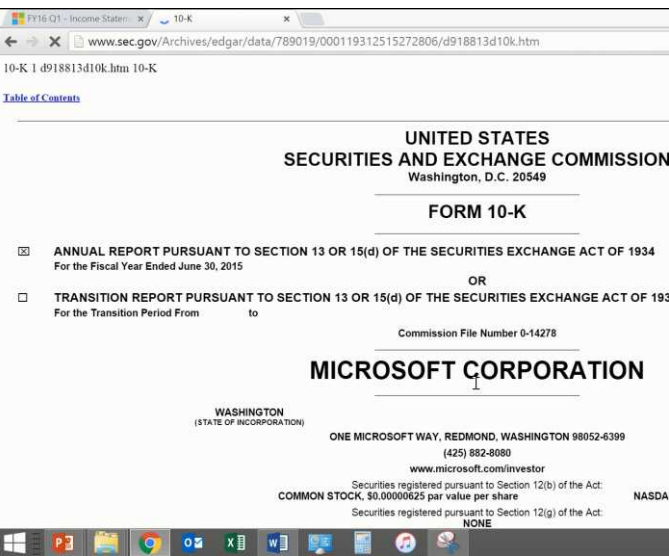 FY16 Q1 - Income Statem
10-K
www.sec.gov/Archives/edgar/data/789019/000119312515272806/d918813d10k.htm
10-K 1 d918813d10k.htm 10-K
Table of Contents
UNITED STATES
SECURITIES AND EXCHANGE COMMISSION
Washington, D.C. 20549
FORM 10-K
☒ ANNUAL REPORT PURSUANT TO SECTION 13 OR 15(d) OF THE SECURITIES EXCHANGE ACT OF 1934
For the Fiscal Year Ended June 30, 2015
OR
☐ TRANSITION REPORT PURSUANT TO SECTION 13 OR 15(d) OF THE SECURITIES EXCHANGE ACT OF 193
For the Transition Period From to
Commission File Number 0-14278
MICROSOFT CORPORATION
WASHINGTON
(STATE OF INCORPORATION)
ONE MICROSOFT WAY, REDMOND, WASHINGTON 98052-6399
(425) 882-8080
www.microsoft.com/investor
Securities registered pursuant to Section 12(b) of the Act:
COMMON STOCK, $0.00000625 par value per share NASDA
Securities registered pursuant to Section 12(g) of the Act:
NONE